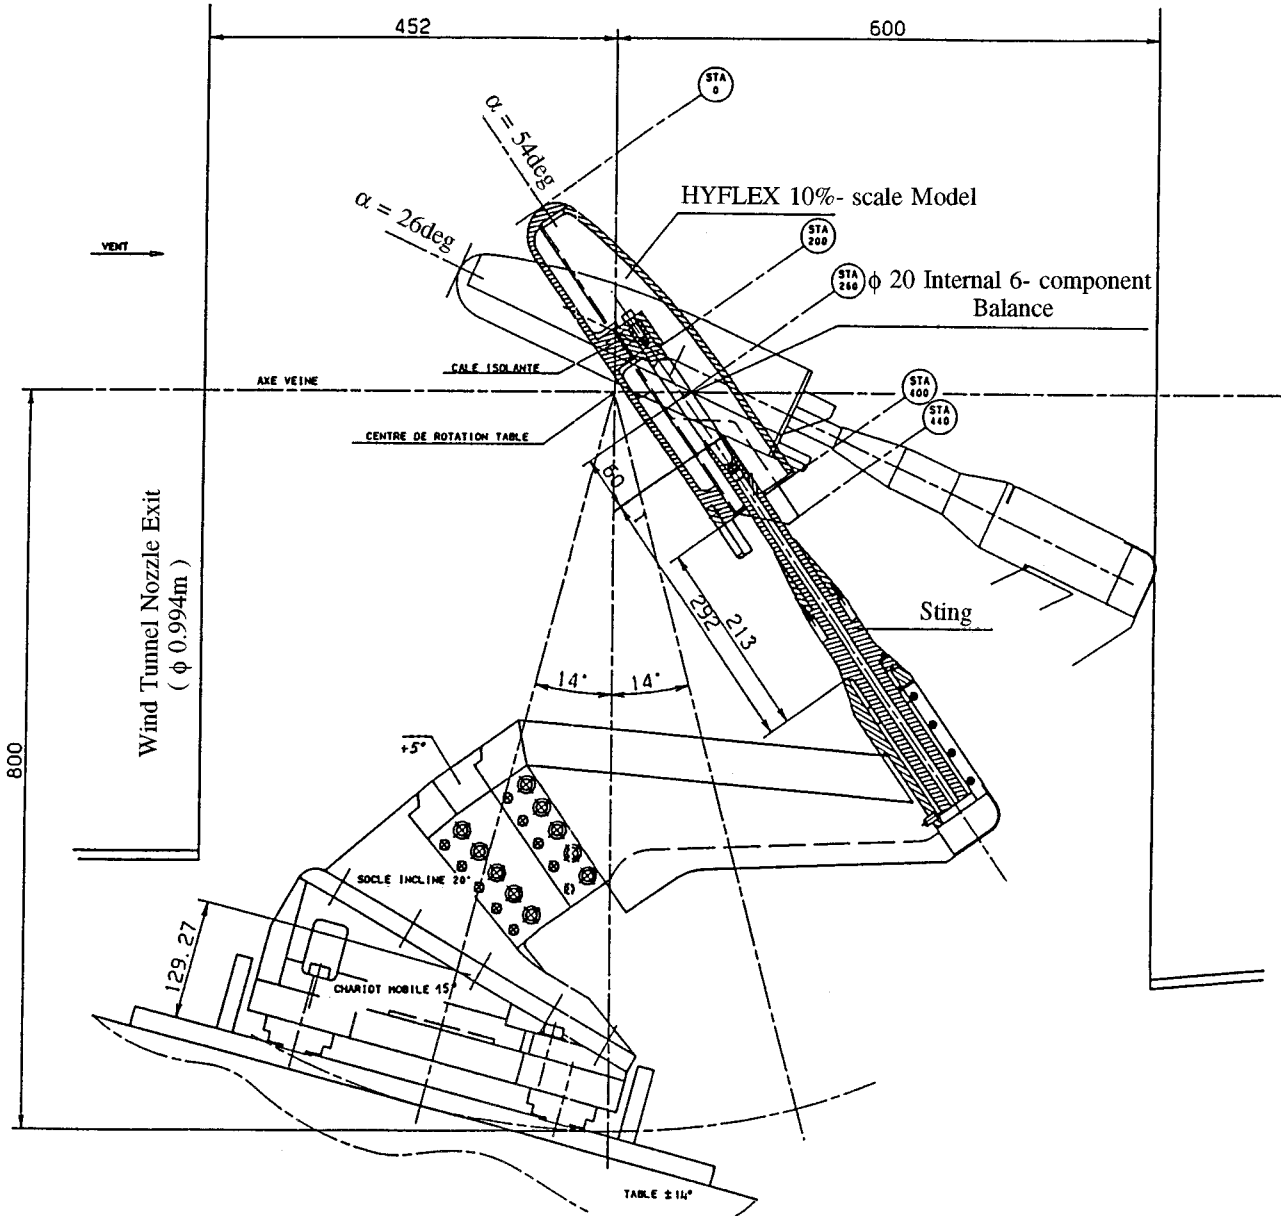 452
600
STA
0
α = 54deg
HYFLEX 10%- scale Model
α = 26deg
STA
200
VENT
STA
260
φ 20 Internal 6- component
Balance
CALE ISOLANTE
AXE VEINE
STA
400
STA
440
CENTRE DE ROTATION TABLE
60
Wind Tunnel Nozzle Exit
( φ 0.994m )
292
213
Sting
14°
14°
800
+5°
SOCLE INCLINE 20°
129.27
CHARIOT MOBILE 15°
TABLE ±14°